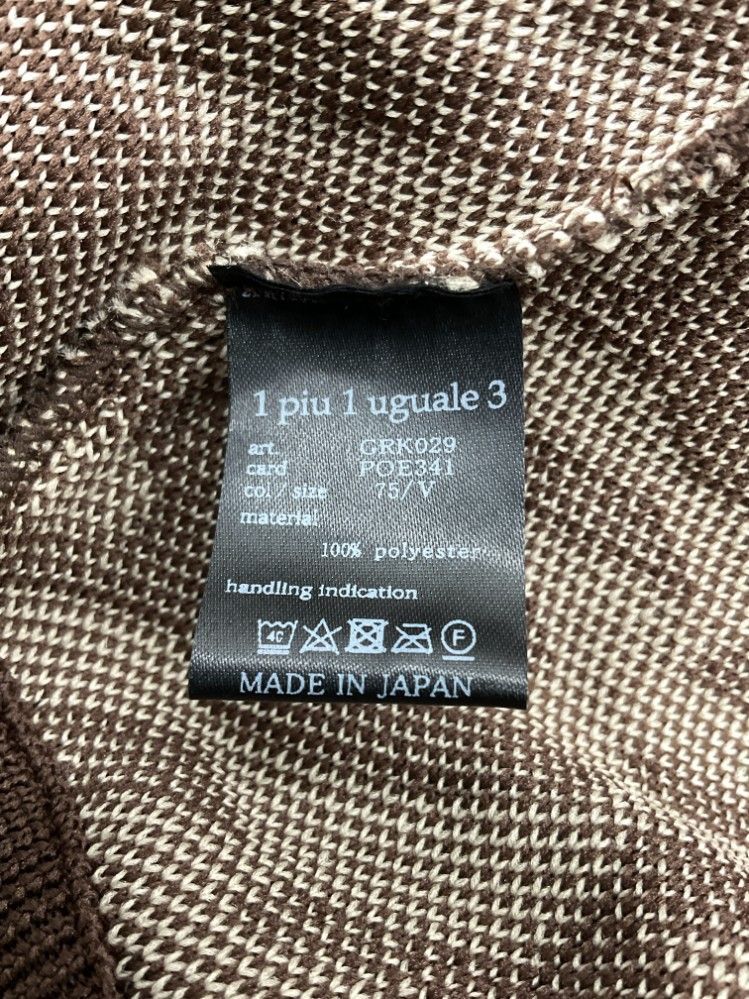 1 piu 1 uguale 3
art. GRK029
card POE341
col / size 75/V
material
100% polyester
handling indication
40 F
MADE IN JAPAN